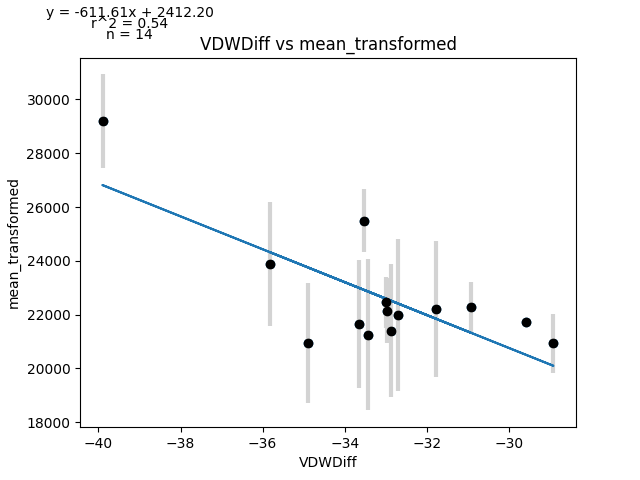 y = -611.61x + 2412.20
r^2 = 0.54
n = 14
VDWDiff vs mean_transformed
mean_transformed
30000
28000
26000
24000
22000
20000
18000
−40
−38
−36
−34
−32
−30
VDWDiff